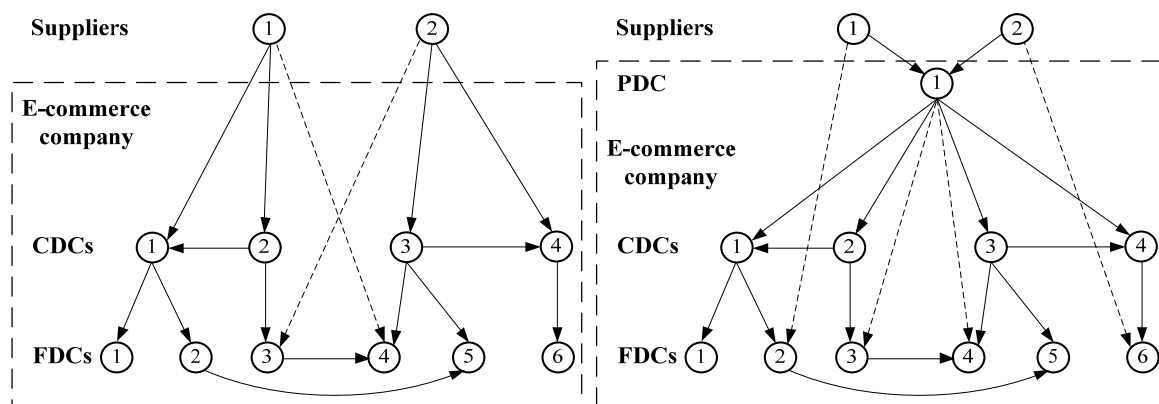 Suppliers 1 2
E-commerce
company
CDCs 1 2 3 4
FDCs 1 2 3 4 5 6
Suppliers 1 2
PDC 1
E-commerce
company
CDCs 1 2 3 4
FDCs 1 2 3 4 5 6